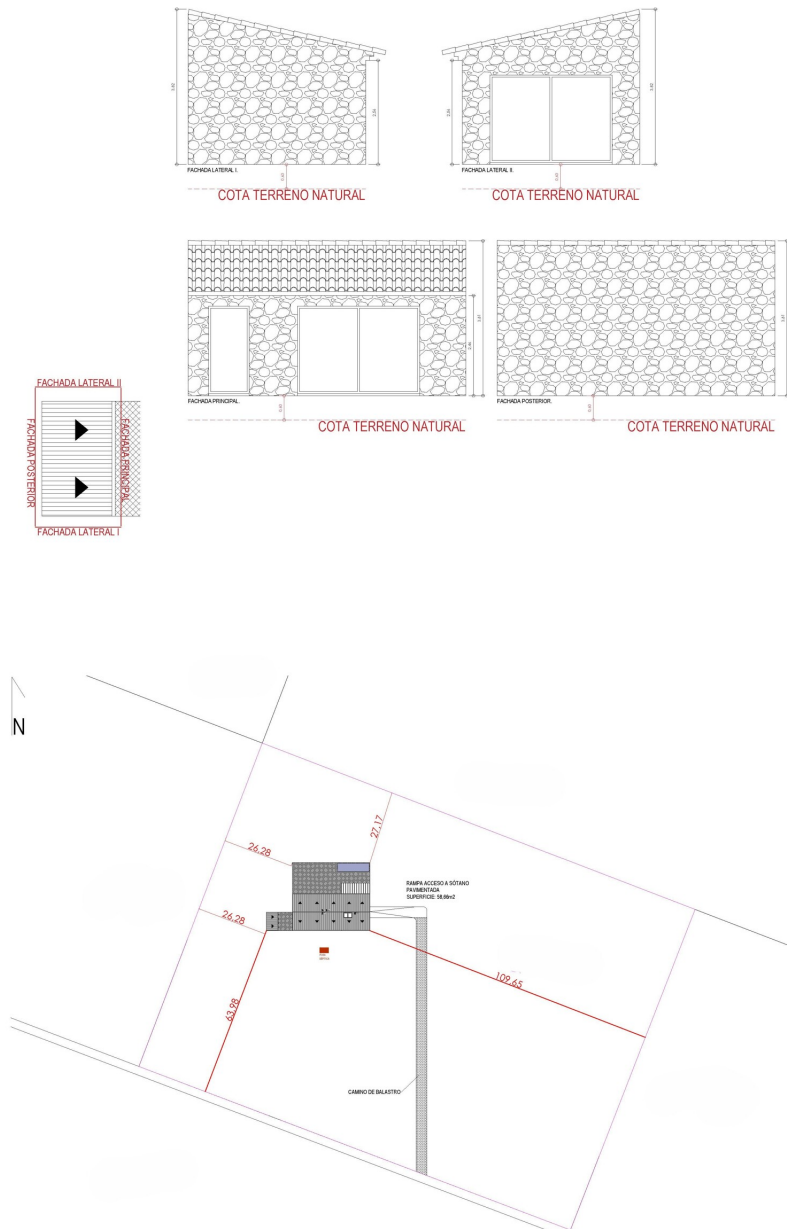 FACHADA LATERAL I.
COTA TERRENO NATURAL
FACHADA LATERAL II.
COTA TERRENO NATURAL
FACHADA PRINCIPAL.
COTA TERRENO NATURAL
FACHADA POSTERIOR.
COTA TERRENO NATURAL
FACHADA LATERAL II
FACHADA POSTERIOR
FACHADA PRINCIPAL
FACHADA LATERAL I
N
27,17
26,28
26,28
RAMPA ACCESO A SÓTANO
PAVIMENTADA
SUPERFICIE: 58,66m2
109,65
63,98
CAMINO DE BALASTRO